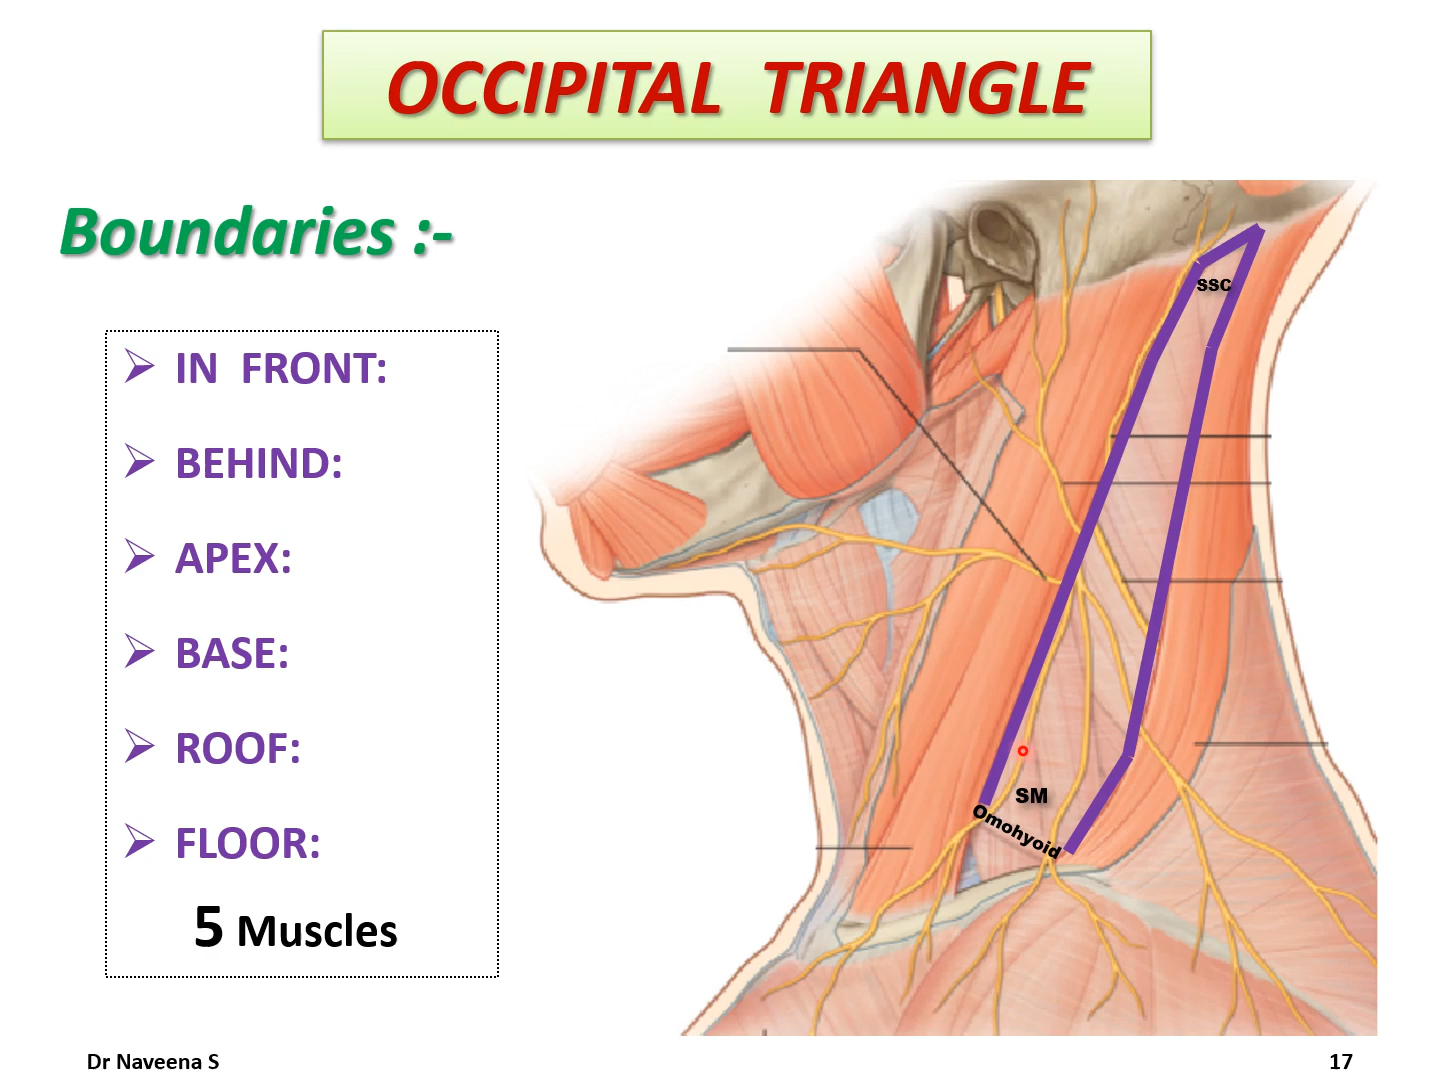 OCCIPITAL TRIANGLE
Boundaries :-
IN FRONT:
BEHIND:
APEX:
BASE:
ROOF:
FLOOR:
5 Muscles
SSC
SM
Omohyoid
Dr Naveena S
17